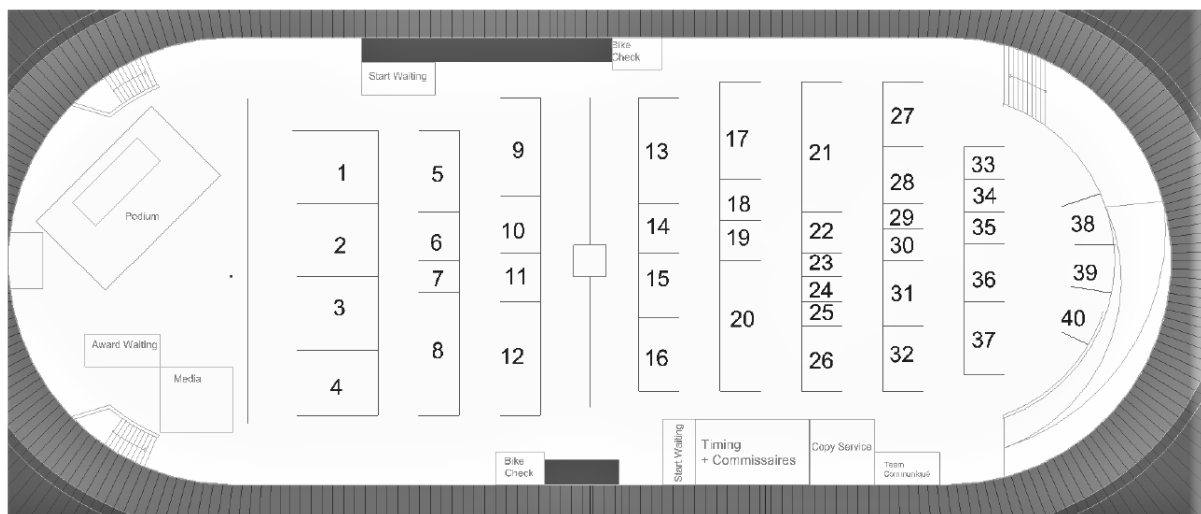 Bike
Check
Start Waiting
Podium
Award Waiting
Media
1
2
3
4
5
6
7
8
9
10
11
12
13
14
15
16
17
18
19
20
21
22
23
24
25
26
27
28
29
30
31
32
33
34
35
36
37
38
39
40
Bike
Check
Start Waiting
Timing
+ Commissaires
Copy Service
Team
Communiqué